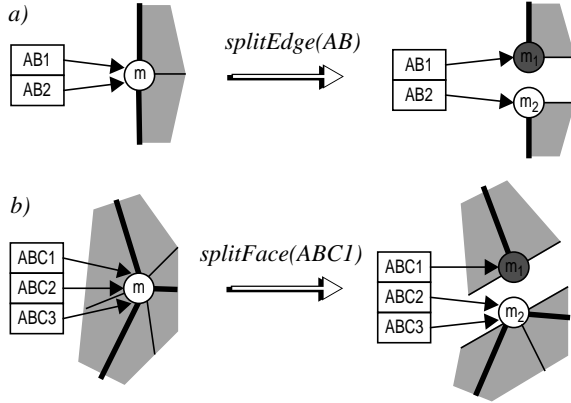 a)
AB1
AB2
m
splitEdge(AB)
AB1
AB2
m1
m2
b)
ABC1
ABC2
ABC3
m
splitFace(ABC1)
ABC1
ABC2
ABC3
m1
m2